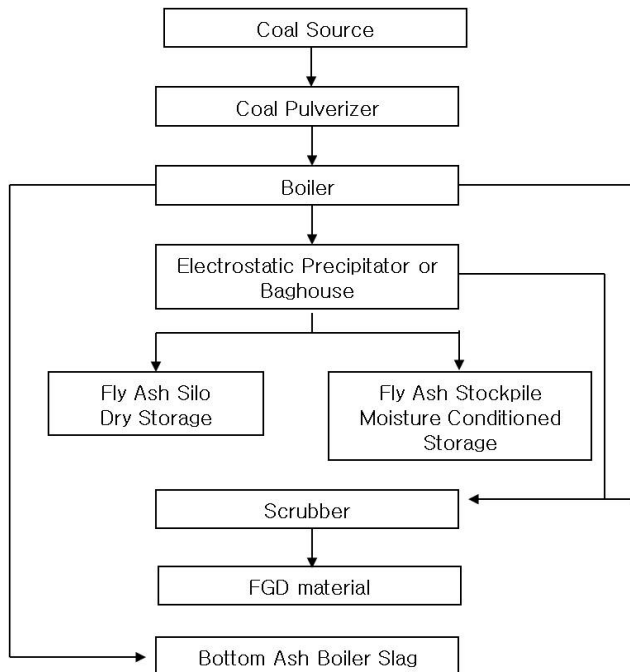 Coal Source
Coal Pulverizer
Boiler
Electrostatic Precipitator or
Baghouse
Fly Ash Silo
Dry Storage
Fly Ash Stockpile
Moisture Conditioned
Storage
Scrubber
FGD material
Bottom Ash Boiler Slag